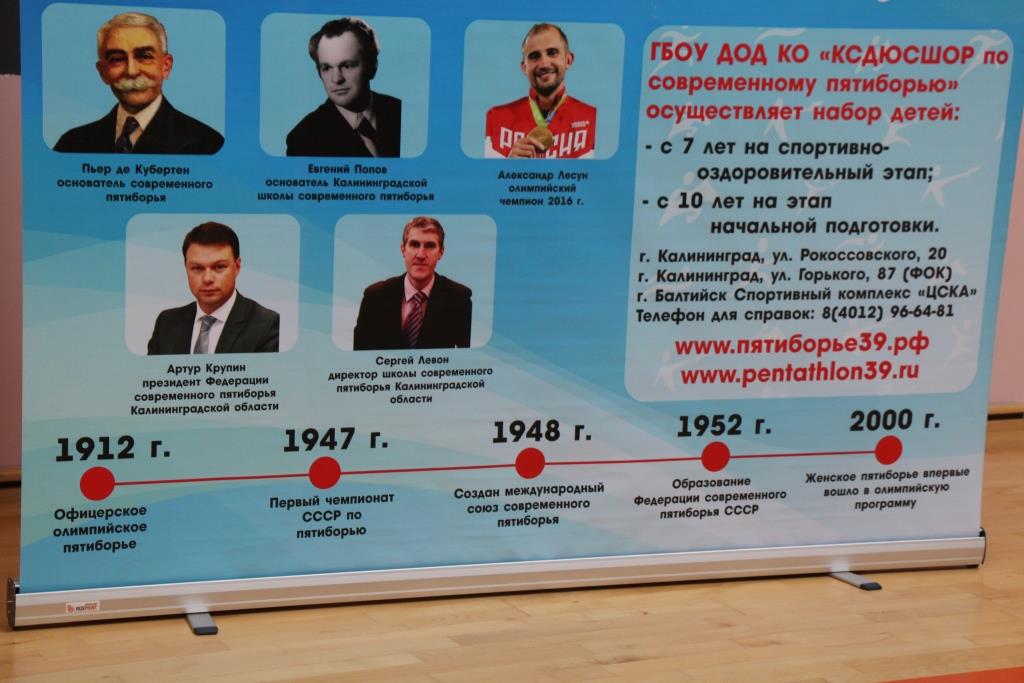 Пьер де Кубертен
основатель современного
пятиборья
Евгений Попов
основатель Калининградской
школы современного пятиборья
РОССИЯ
Александр Лесун
олимпийский
чемпион 2016 г.
Артур Крупин
президент Федерации
современного пятиборья
Калининградской области
Сергей Левон
директор школы современного
пятиборья Калининградской
области
ГБОУ ДОД КО «КСДЮСШОР по
современному пятиборью»
осуществляет набор детей:
- с 7 лет на спортивно-
оздоровительный этап;
- с 10 лет на этап
начальной подготовки.
г. Калининград, ул. Рокоссовского, 20
г. Калининград, ул. Горького, 87 (ФОК)
г. Балтийск Спортивный комплекс «ЦСКА»
Телефон для справок: 8(4012) 96-64-81
www.пятиборье39.рф
www.pentathlon39.ru
1912 г.
Офицерское
олимпийское
пятиборье
1947 г.
Первый чемпионат
СССР по
пятиборью
1948 г.
Создан международный
союз современного
пятиборья
1952 г.
Образование
Федерации современного
пятиборья СССР
2000 г.
Женское пятиборье впервые
вошло в олимпийскую
программу